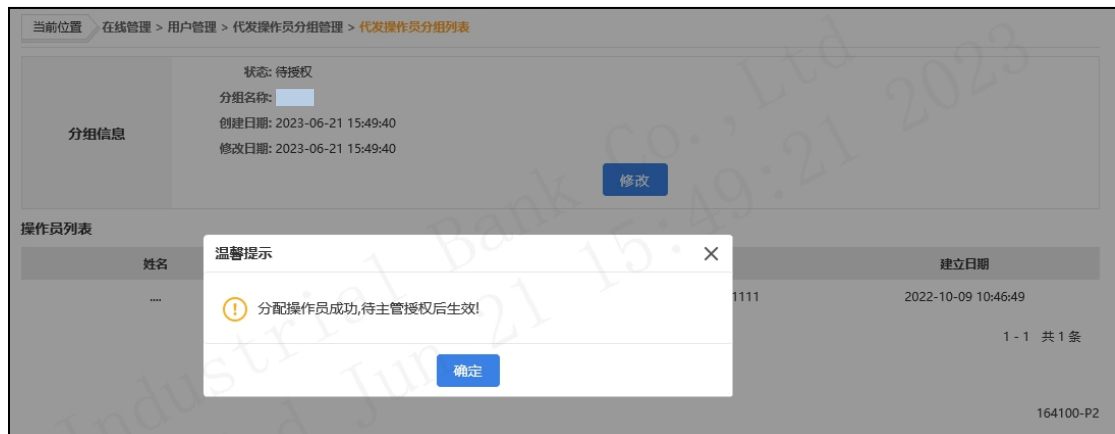 当前位置 在线管理 > 用户管理 > 代发操作员分组管理 > 代发操作员分组列表
状态: 待授权
分组名称:
分组信息
创建日期: 2023-06-21 15:49:40
修改日期: 2023-06-21 15:49:40
修改
操作员列表
温馨提示
姓名 建立日期
.... 1111 2022-10-09 10:46:49
分配操作员成功,待主管授权后生效!
1 - 1 共 1 条
确定
164100-P2
Industrial Bank Co., Ltd
Jun 21 15:49:21 2023